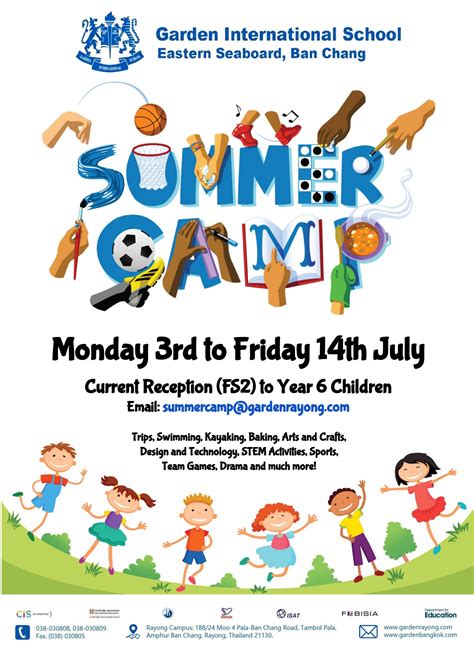 Garden International School
Eastern Seaboard, Ban Chang
SUMMER
CAMP
Monday 3rd to Friday 14th July
Current Reception (FS2) to Year 6 Children
Email: summercamp@gardenrayong.com
Trips, Swimming, Kayaking, Baking, Arts and Crafts,
Design and Technology, STEM Activities, Sports,
Team Games, Drama and much more!
CIS
ISAT
FOBISIA
Department for
Education
038-030808, 038-030809
Fax. (038) 030805
Rayong Campus: 188/24 Moo 4 Pala-Ban Chang Road, Tambol Pala,
Amphur Ban Chang, Rayong, Thailand 21130.
www.gardenrayong.com
www.gardenbangkok.com